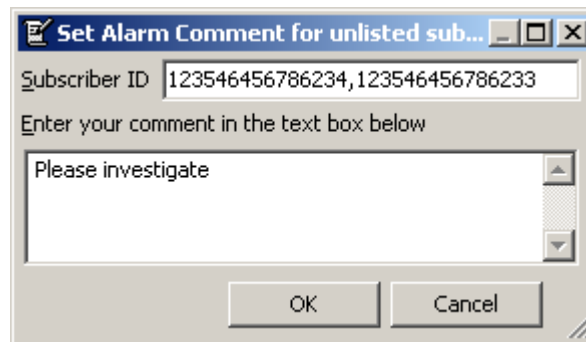 Set Alarm Comment for unlisted sub...
Subscriber ID 123546456786234,123546456786233
Enter your comment in the text box below
Please investigate
OK Cancel